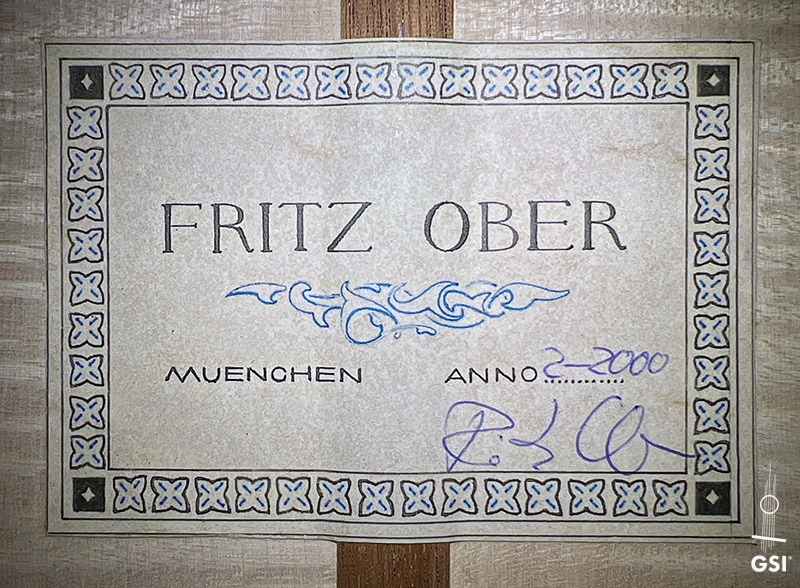 FRITZ OBER
MUENCHEN ANNO 2-2000
GSI